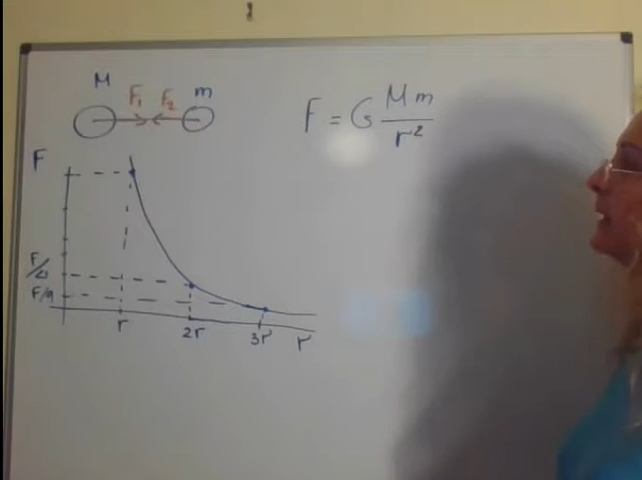 M F₁ F₂ m
F = G Mm/r²
F
F/4
F/9
r 2r 3r r